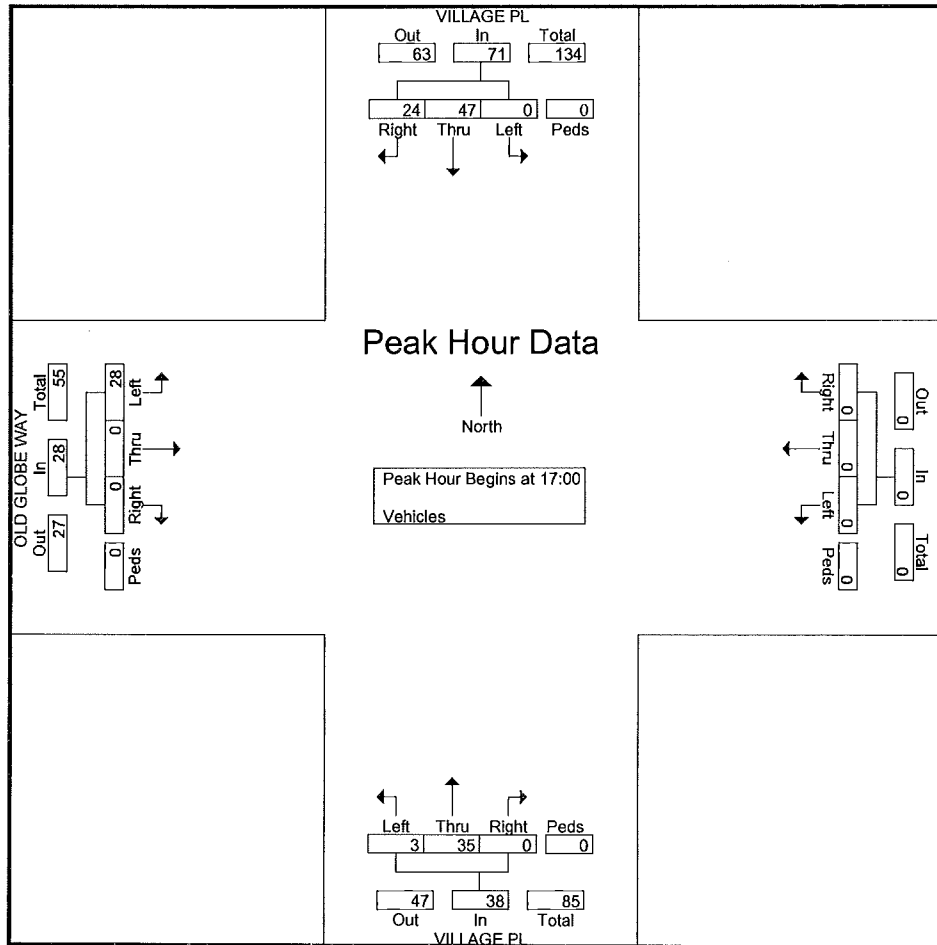 VILLAGE PL
Out In Total
63 71 134
24 47 0 0
Right Thru Left Peds
Peak Hour Data
North
Peak Hour Begins at 17:00
Vehicles
OLD GLOBE WAY
Out In Total
27 28 55
Left Thru Right Peds
28 0 0 0
Right Thru Left Peds
0 0 0 0
Out In Total
0 0 0
Left Thru Right Peds
3 35 0 0
47 38 85
Out In Total
VILLAGE PL